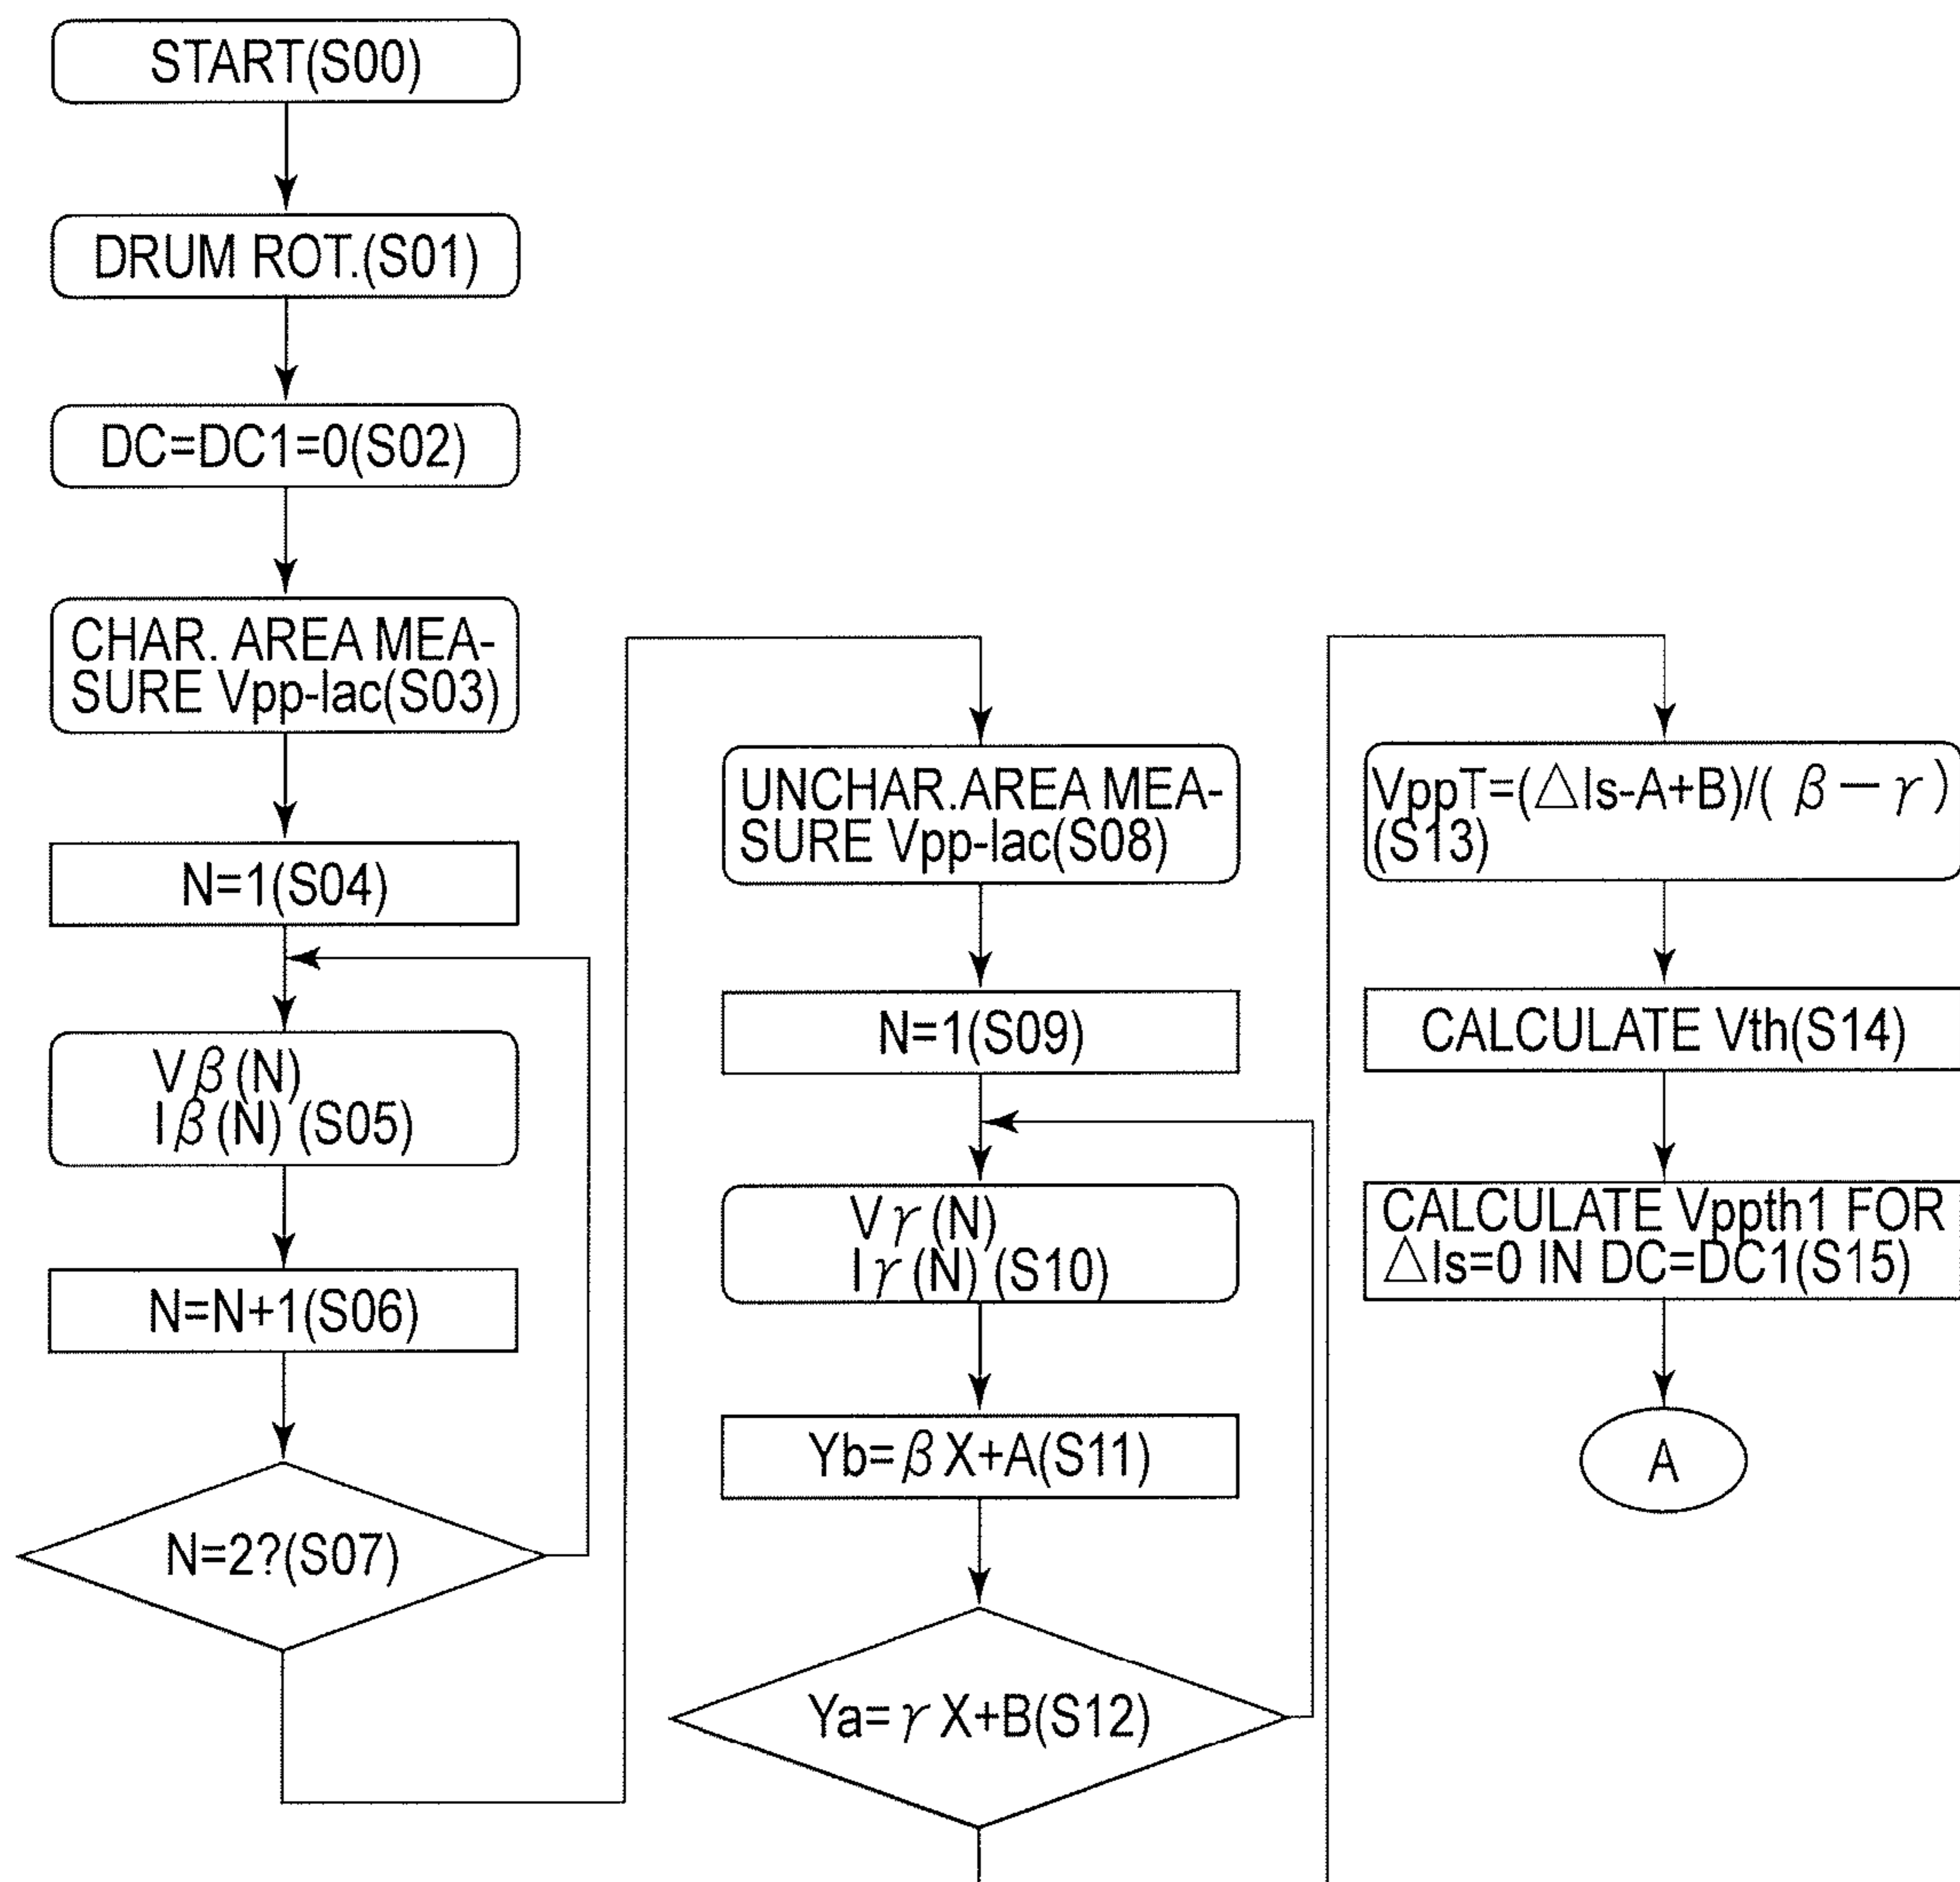 START(S00)
DRUM ROT.(S01)
DC=DC1=0(S02)
CHAR. AREA MEA-
SURE Vpp-Iac(S03)
N=1(S04)
Vβ(N)
Iβ(N) (S05)
N=N+1(S06)
N=2?(S07)
UNCHAR.AREA MEA-
SURE Vpp-Iac(S08)
N=1(S09)
Vγ(N)
Iγ(N) (S10)
Yb=βX+A(S11)
Ya=γX+B(S12)
VppT=(△Is-A+B)/( β－γ)
(S13)
CALCULATE Vth(S14)
CALCULATE Vppth1 FOR
△Is=0 IN DC=DC1(S15)
A